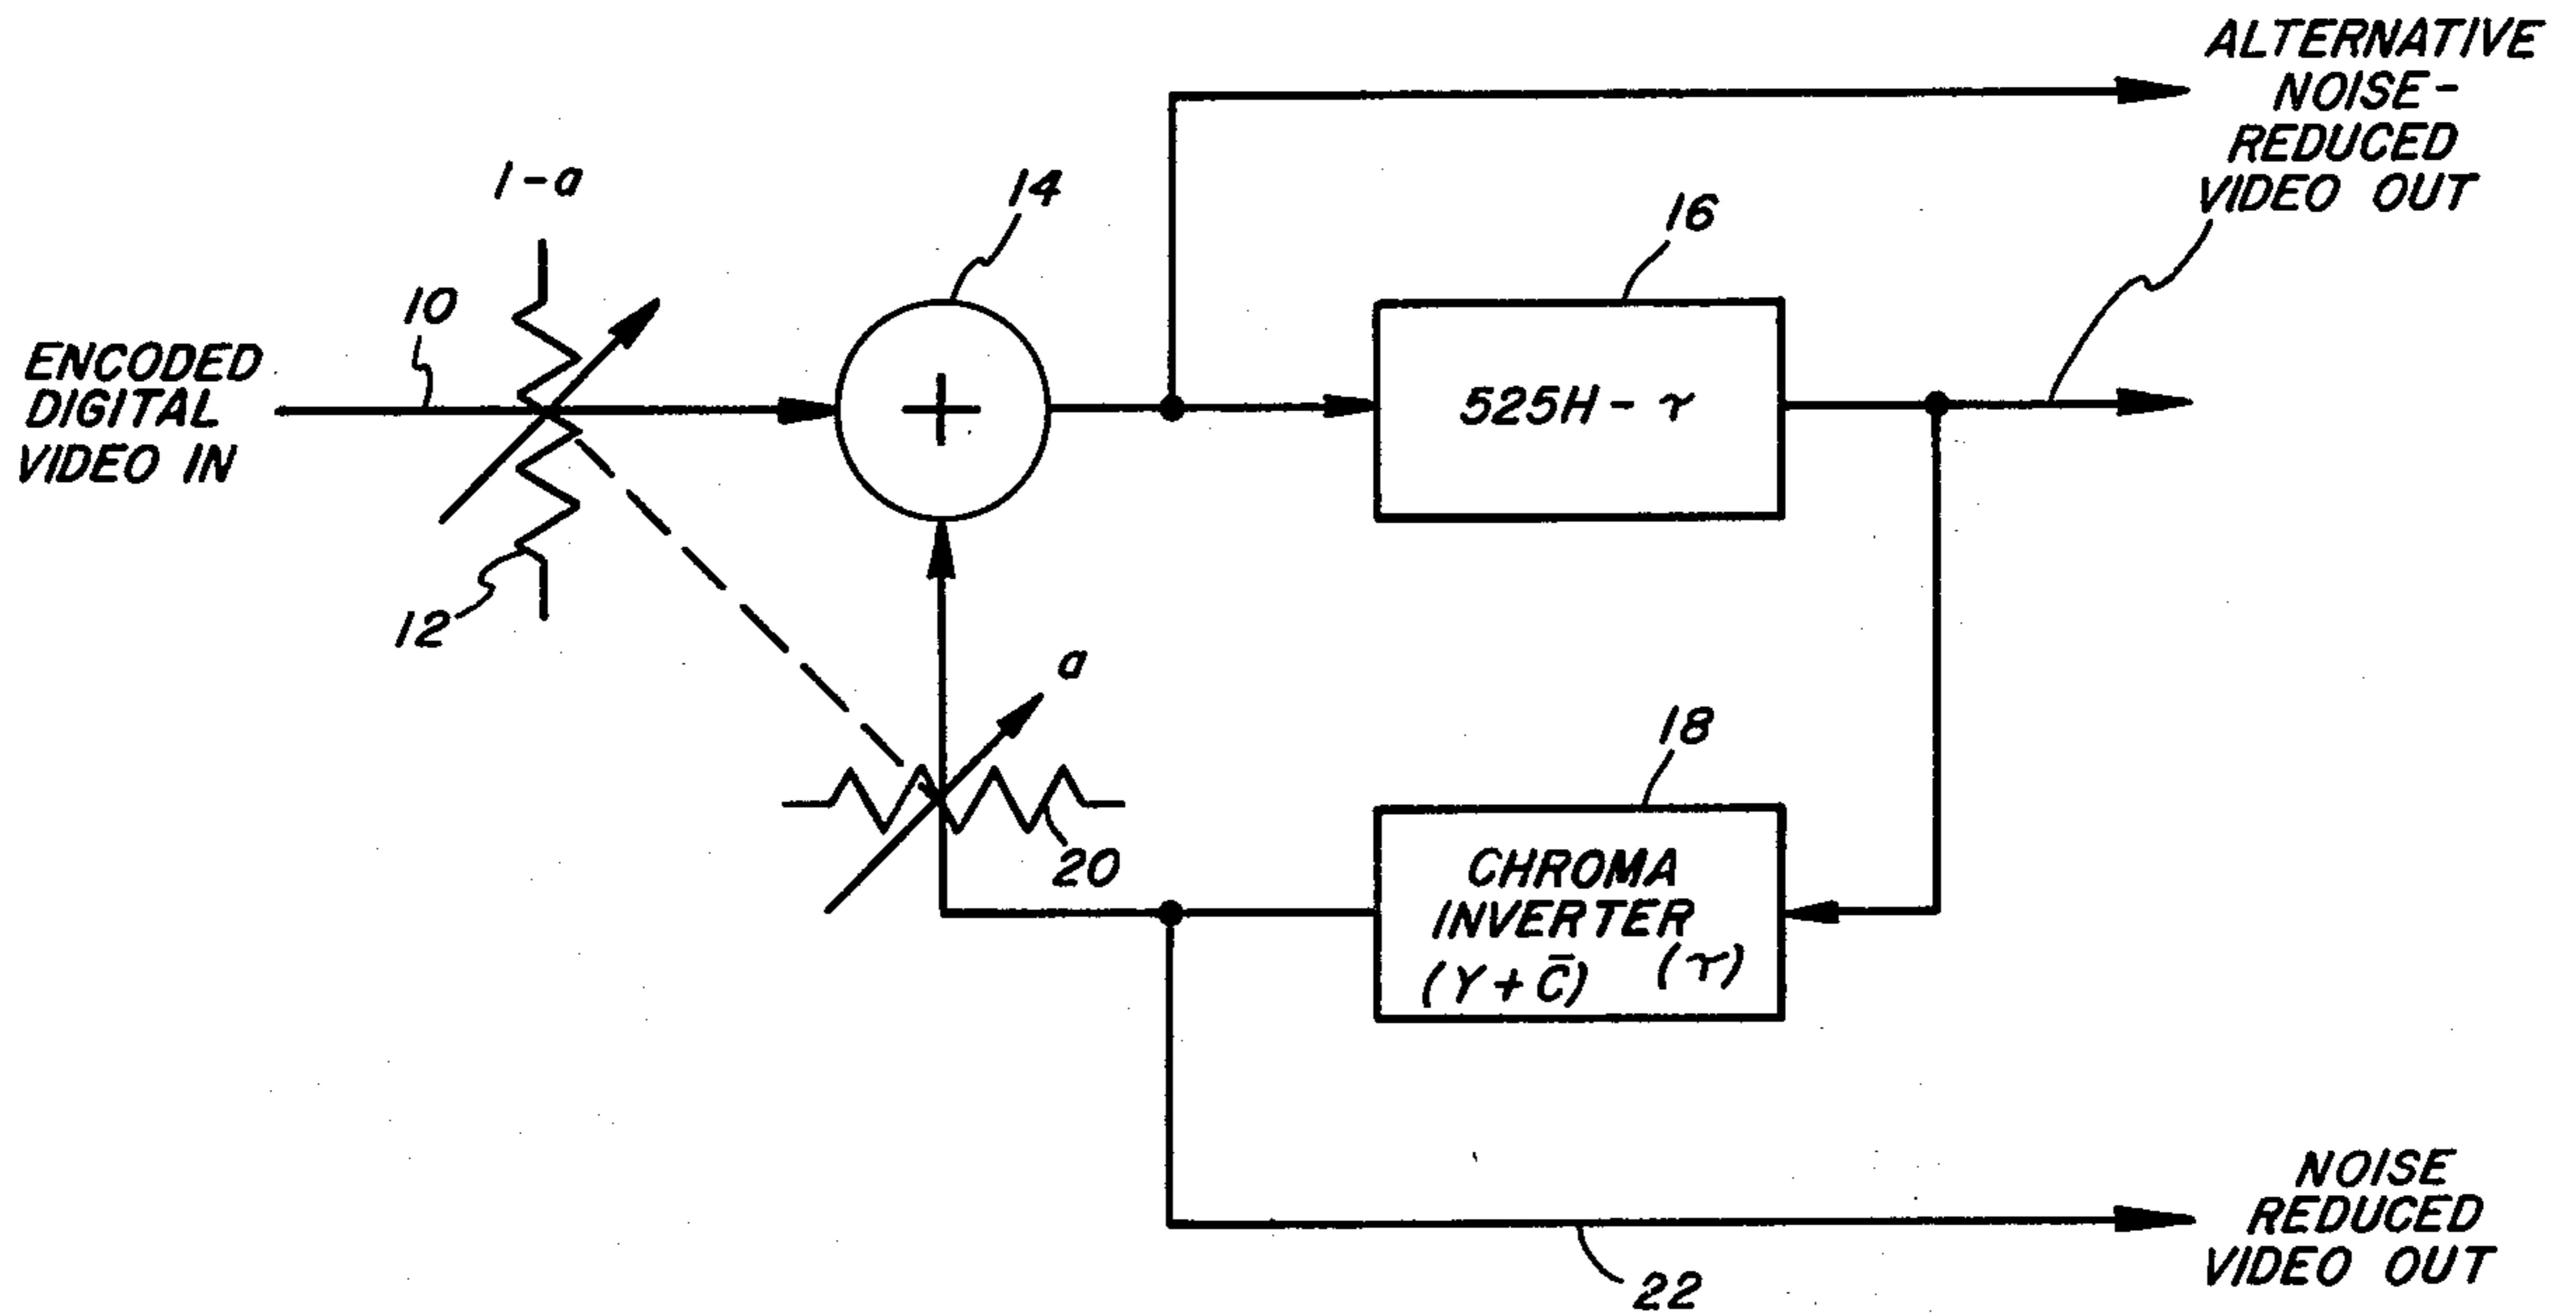 ALTERNATIVE
NOISE-
REDUCED
VIDEO OUT
1-a
14
16
10
ENCODED
DIGITAL
VIDEO IN
+
525H - τ
12
a
18
20
CHROMA
INVERTER
(Y + C̄) (τ)
NOISE
REDUCED
VIDEO OUT
22